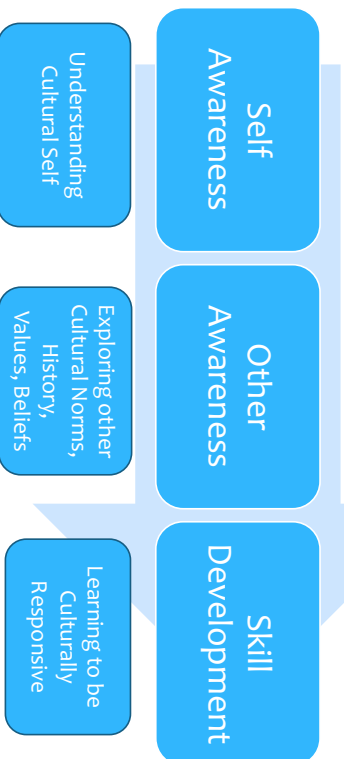 Self
Awareness
Other
Awareness
Skill
Development
Understanding
Cultural Self
Exploring other
Cultural Norms,
History,
Values, Beliefs
Learning to be
Culturally
Responsive